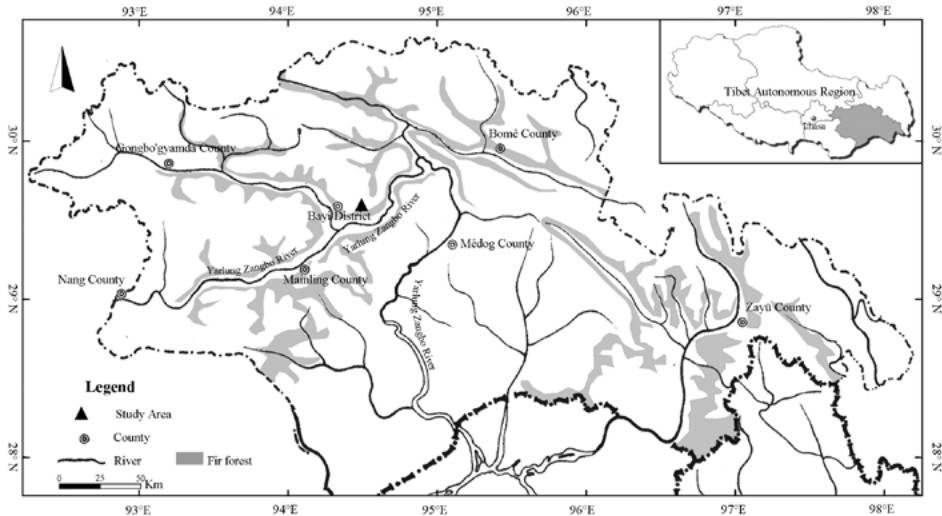 93°E 94°E 95°E 96°E 97°E 98°E
Tibet Autonomous Region
Lhasa
30°N
30°N
Bomê County
Gongbo'gyamda County
Bayi District
Yarlung Zangbo River
Mêdog County
Yarlung Zangbo River
Nang County
Mainling County
29°N
29°N
Zayü County
Yarlung Zangbo River
Legend
Study Area
County
River
Fir forest
28°N
28°N
0 25 50
Km
93°E 94°E 95°E 96°E 97°E 98°E